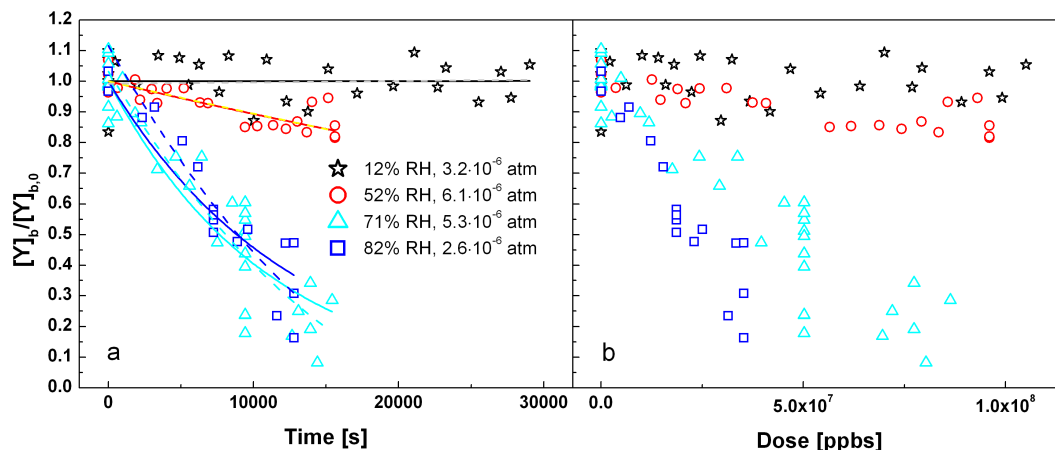 1.2
1.1
1.0
0.9
0.8
0.7
0.6
0.5
0.4
0.3
0.2
0.1
0.0
[Y]b/[Y]b,0
12% RH, 3.2·10-6 atm
52% RH, 6.1·10-6 atm
71% RH, 5.3·10-6 atm
82% RH, 2.6·10-6 atm
a
b
0
10000
20000
30000
Time [s]
0.0
5.0x107
1.0x108
Dose [ppbs]